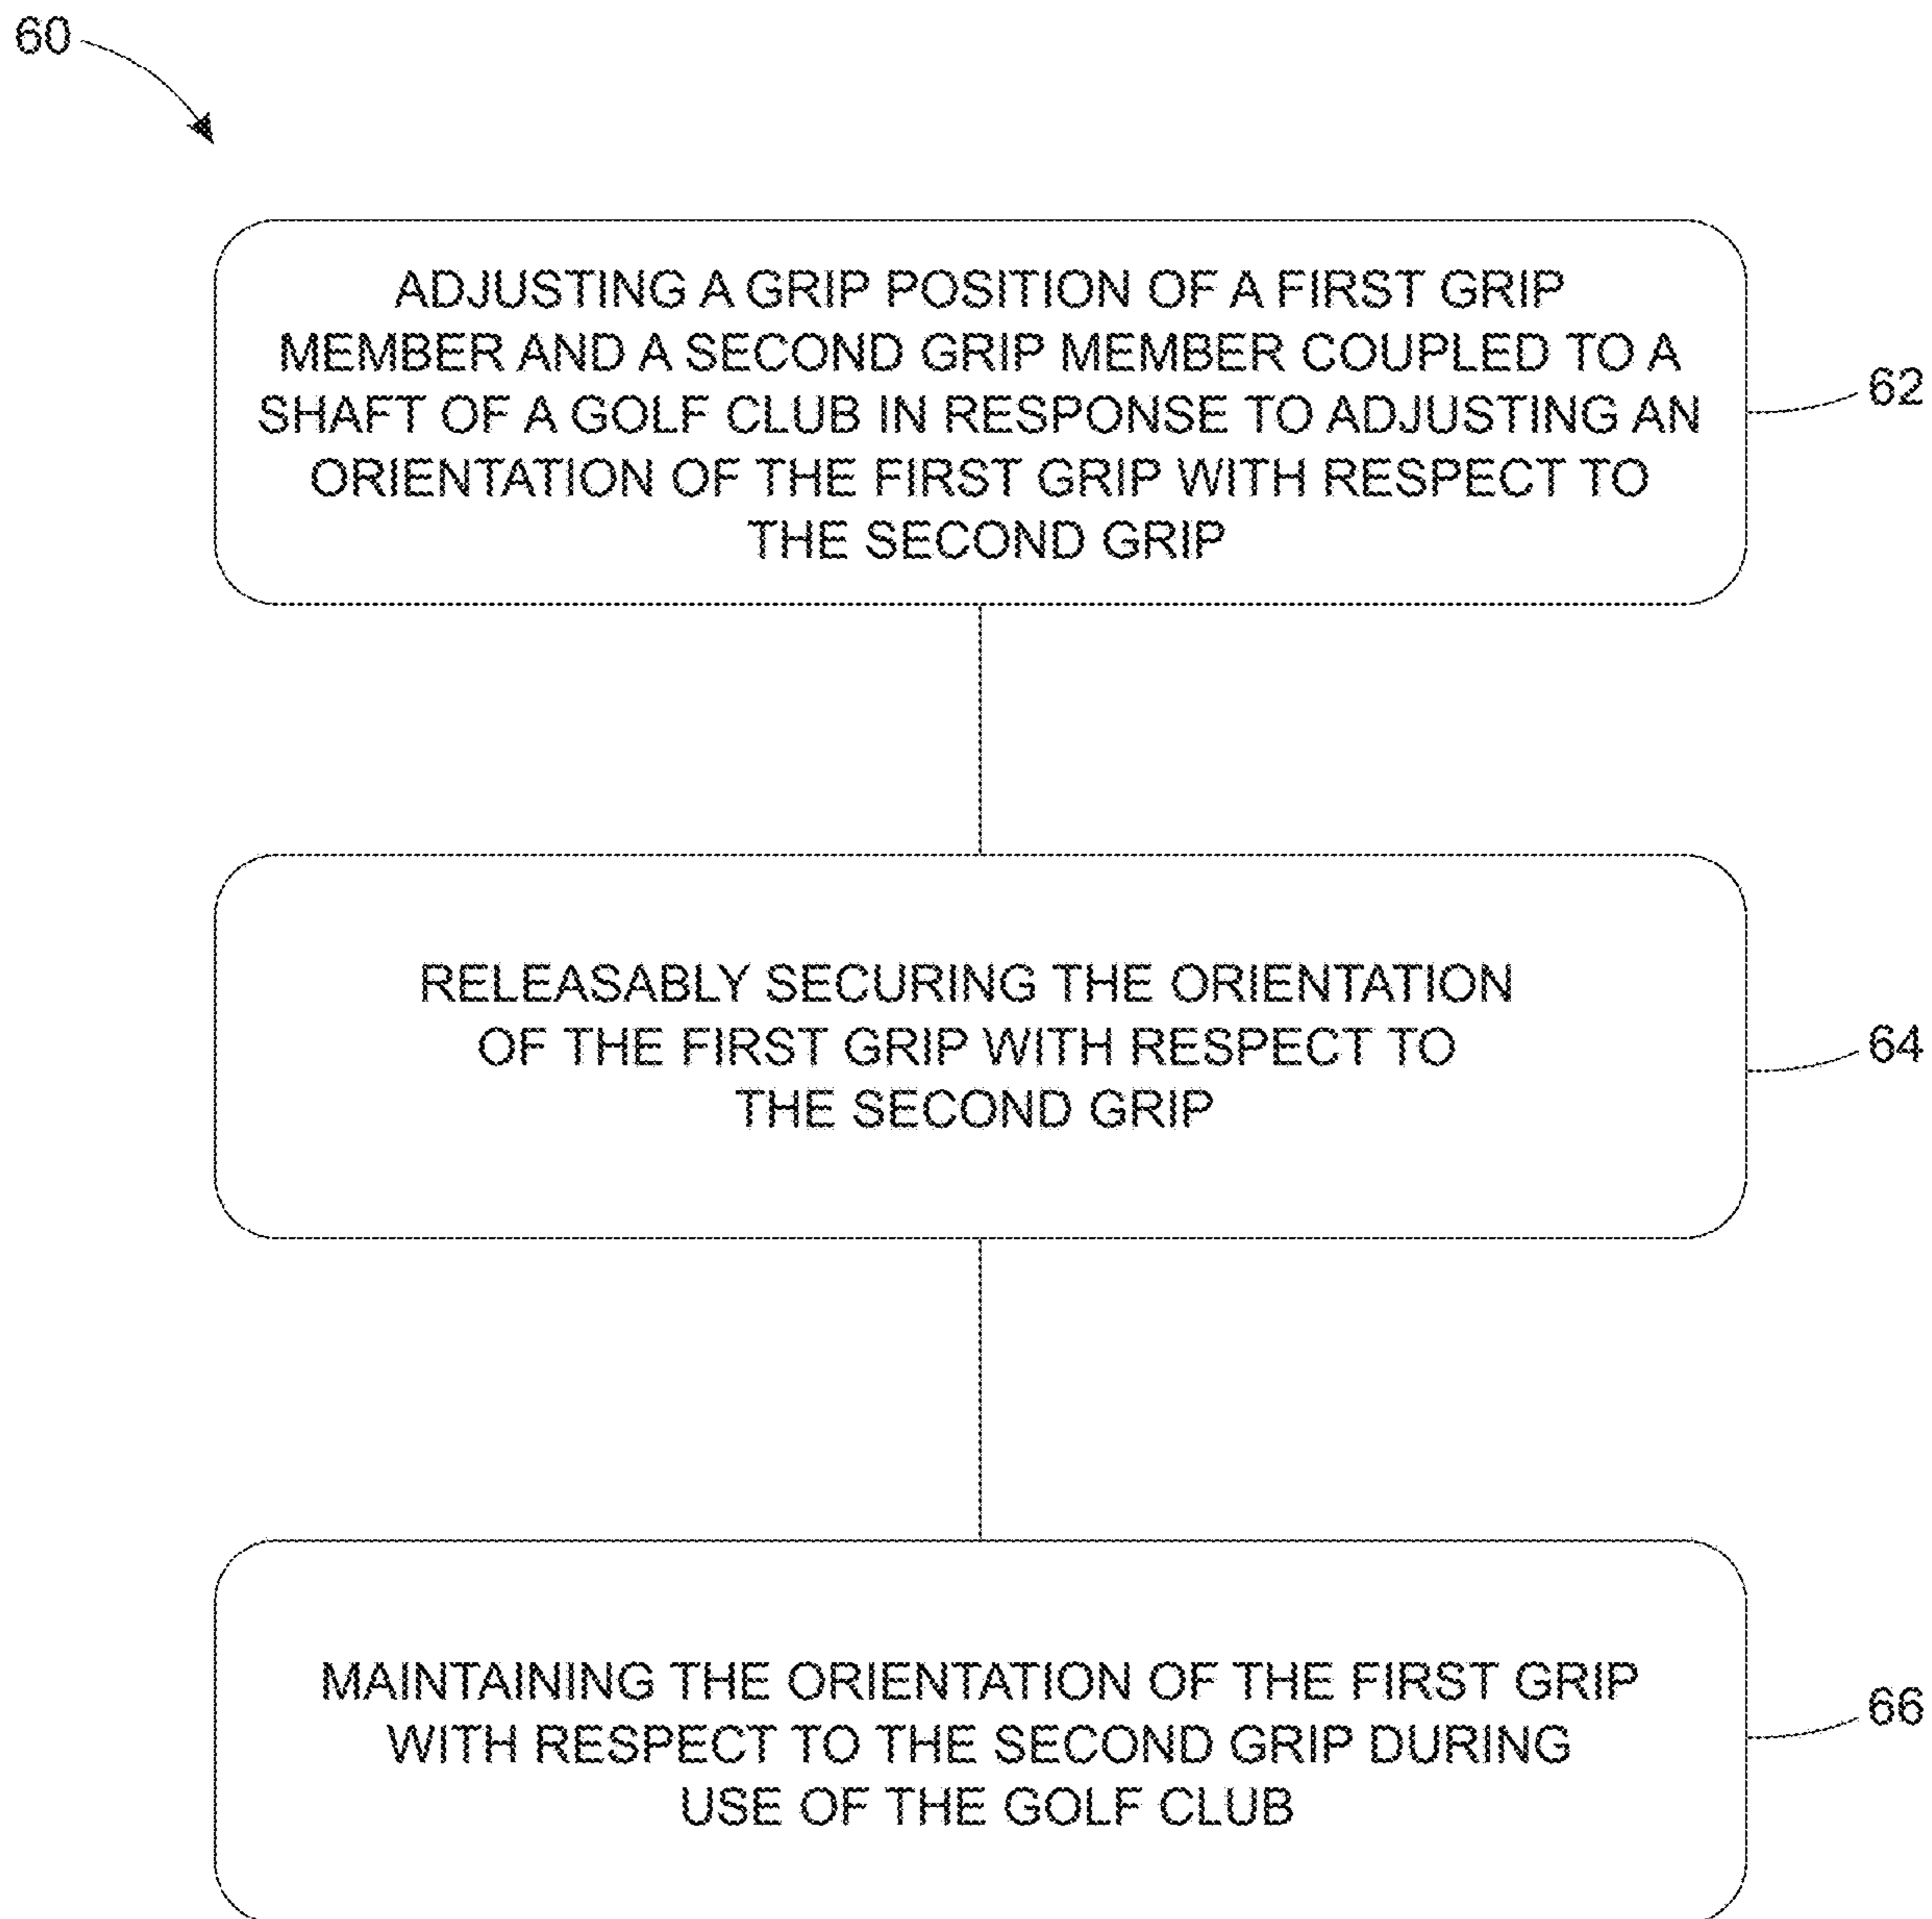 60
ADJUSTING A GRIP POSITION OF A FIRST GRIP
MEMBER AND A SECOND GRIP MEMBER COUPLED TO A
SHAFT OF A GOLF CLUB IN RESPONSE TO ADJUSTING AN
ORIENTATION OF THE FIRST GRIP WITH RESPECT TO
THE SECOND GRIP
62
RELEASABLY SECURING THE ORIENTATION
OF THE FIRST GRIP WITH RESPECT TO
THE SECOND GRIP
64
MAINTAINING THE ORIENTATION OF THE FIRST GRIP
WITH RESPECT TO THE SECOND GRIP DURING
USE OF THE GOLF CLUB
66